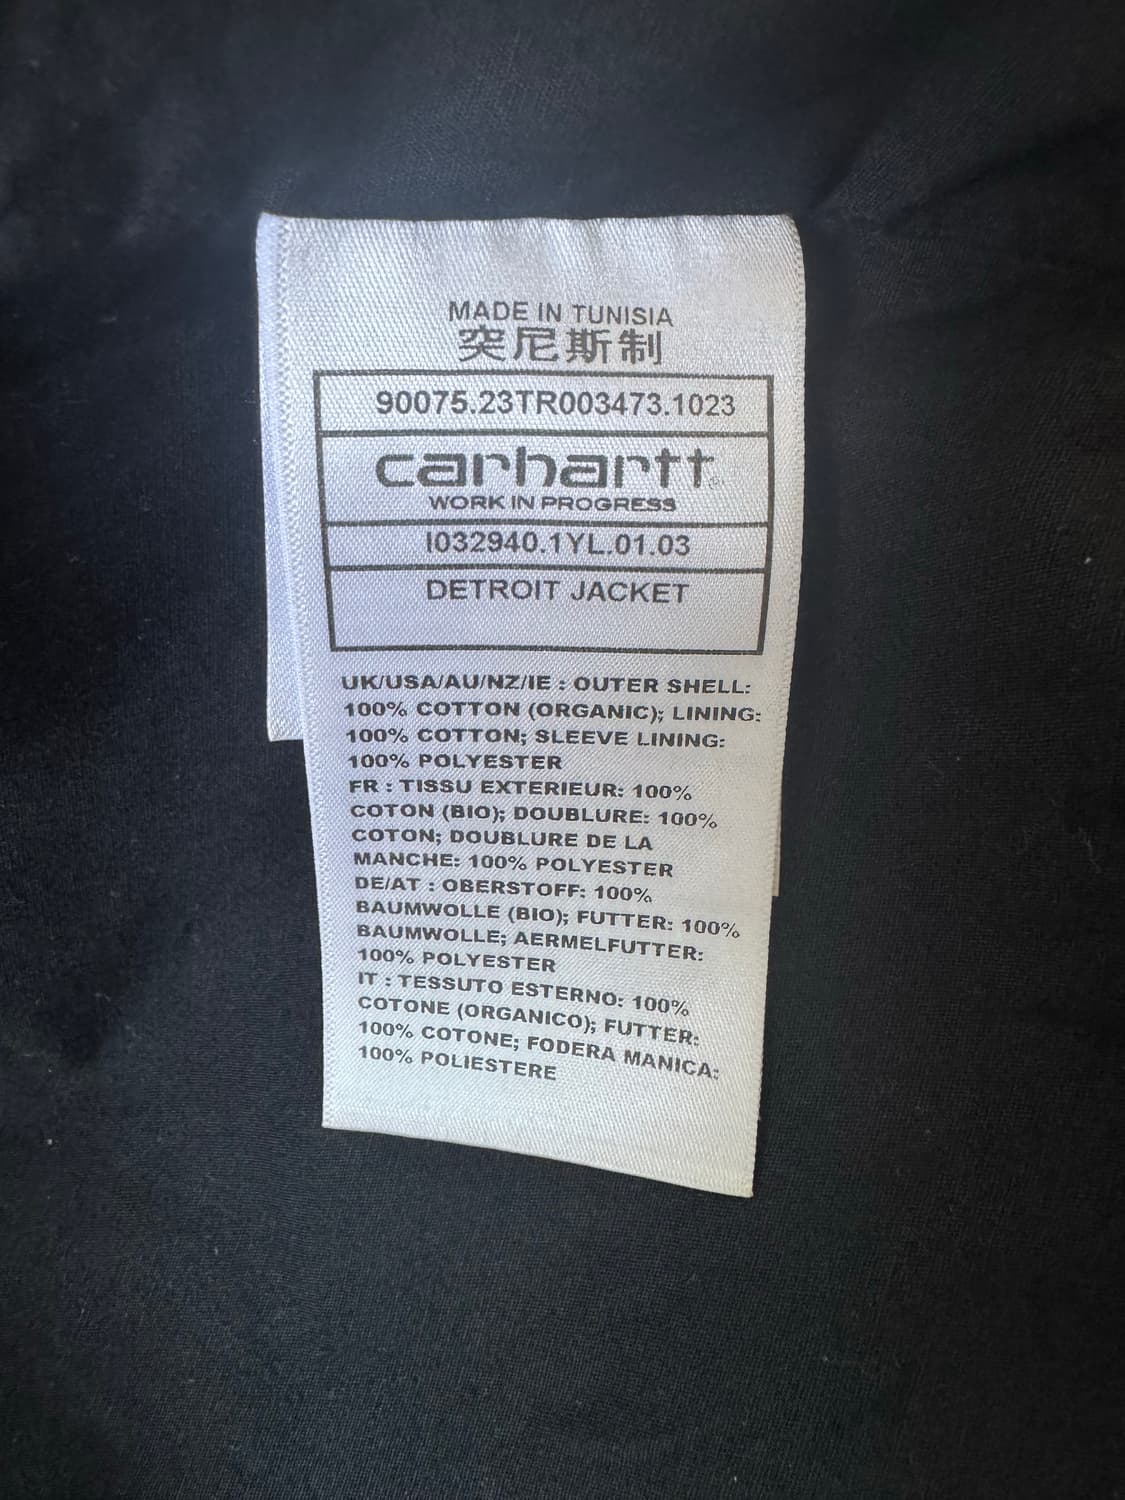 MADE IN TUNISIA
突尼斯制
90075.23TR003473.1023
carhartt
WORK IN PROGRESS
I032940.1YL.01.03
DETROIT JACKET
UK/USA/AU/NZ/IE : OUTER SHELL:
100% COTTON (ORGANIC); LINING:
100% COTTON; SLEEVE LINING:
100% POLYESTER
FR : TISSU EXTERIEUR: 100%
COTON (BIO); DOUBLURE: 100%
COTON; DOUBLURE DE LA
MANCHE: 100% POLYESTER
DE/AT : OBERSTOFF: 100%
BAUMWOLLE (BIO); FUTTER: 100%
BAUMWOLLE; AERMELFUTTER:
100% POLYESTER
IT : TESSUTO ESTERNO: 100%
COTONE (ORGANICO); FUTTER:
100% COTONE; FODERA MANICA:
100% POLIESTERE